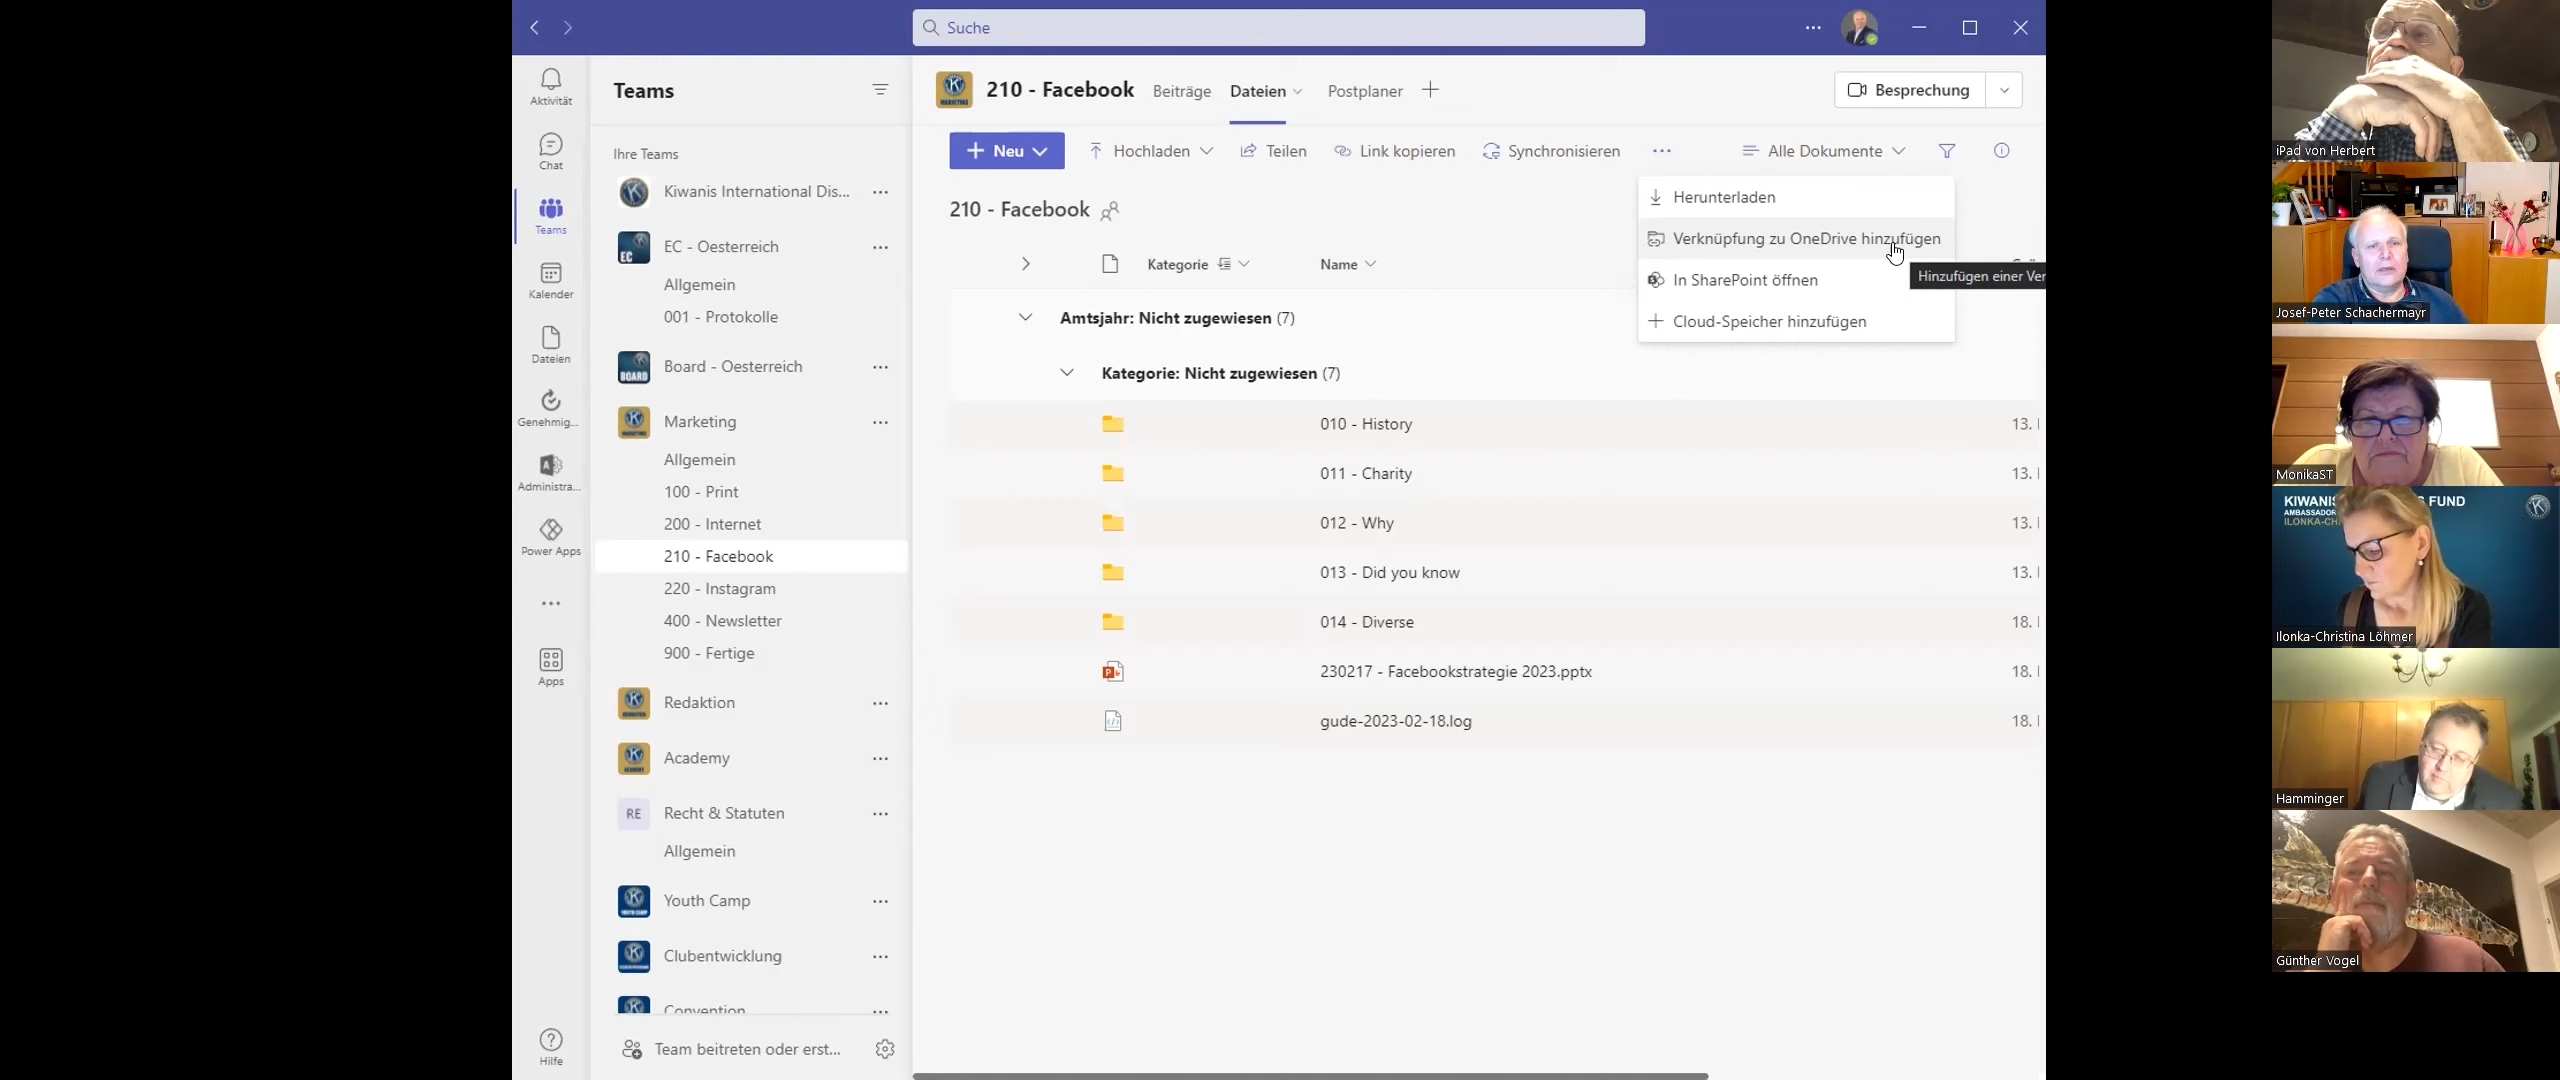 Suche
Aktivität
Chat
Teams
Kalender
Dateien
Genehmig...
Administra...
Power Apps
Apps
Hilfe
Teams
Ihre Teams
Kiwanis International Dis...
EC - Oesterreich
Allgemein
001 - Protokolle
Board - Oesterreich
Marketing
Allgemein
100 - Print
200 - Internet
210 - Facebook
220 - Instagram
400 - Newsletter
900 - Fertige
Redaktion
Academy
RE Recht & Statuten
Allgemein
Youth Camp
Clubentwicklung
Convention
Team beitreten oder erst...
210 - Facebook Beiträge Dateien Postplaner
Besprechung
Neu Hochladen Teilen Link kopieren Synchronisieren ... Alle Dokumente
Herunterladen
Verknüpfung zu OneDrive hinzufügen
Hinzufügen einer Ver
In SharePoint öffnen
Cloud-Speicher hinzufügen
210 - Facebook
Kategorie Name
Amtsjahr: Nicht zugewiesen (7)
Kategorie: Nicht zugewiesen (7)
010 - History 13.
011 - Charity 13.
012 - Why 13.
013 - Did you know 13.
014 - Diverse 18.
230217 - Facebookstrategie 2023.pptx 18.
gude-2023-02-18.log 18.
iPad von Herbert
Josef-Peter Schachermayr
MonikaST
FUND
Ilonka-Christina Löhmer
Hamminger
Günther Vogel